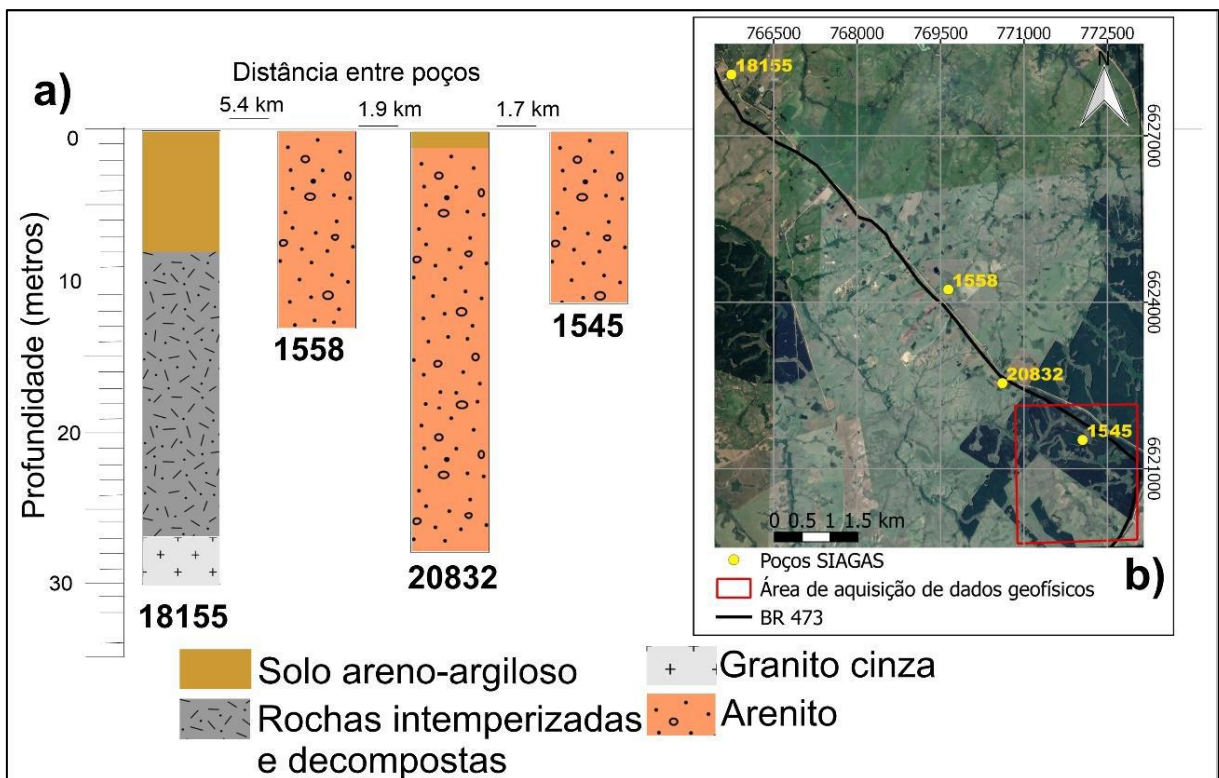 a)
Distância entre poços
5.4 km
1.9 km
1.7 km
Profundidade (metros)
0
10
20
30
18155
1558
20832
1545
Solo areno-argiloso
Rochas intemperizadas
e decompostas
Granito cinza
Arenito
766500 768000 769500 771000 772500
N
18155
6627000
1558
6624000
20832
1545
6621000
0 0.5 1 1.5 km
Poços SIAGAS
Área de aquisição de dados geofísicos
BR 473
b)